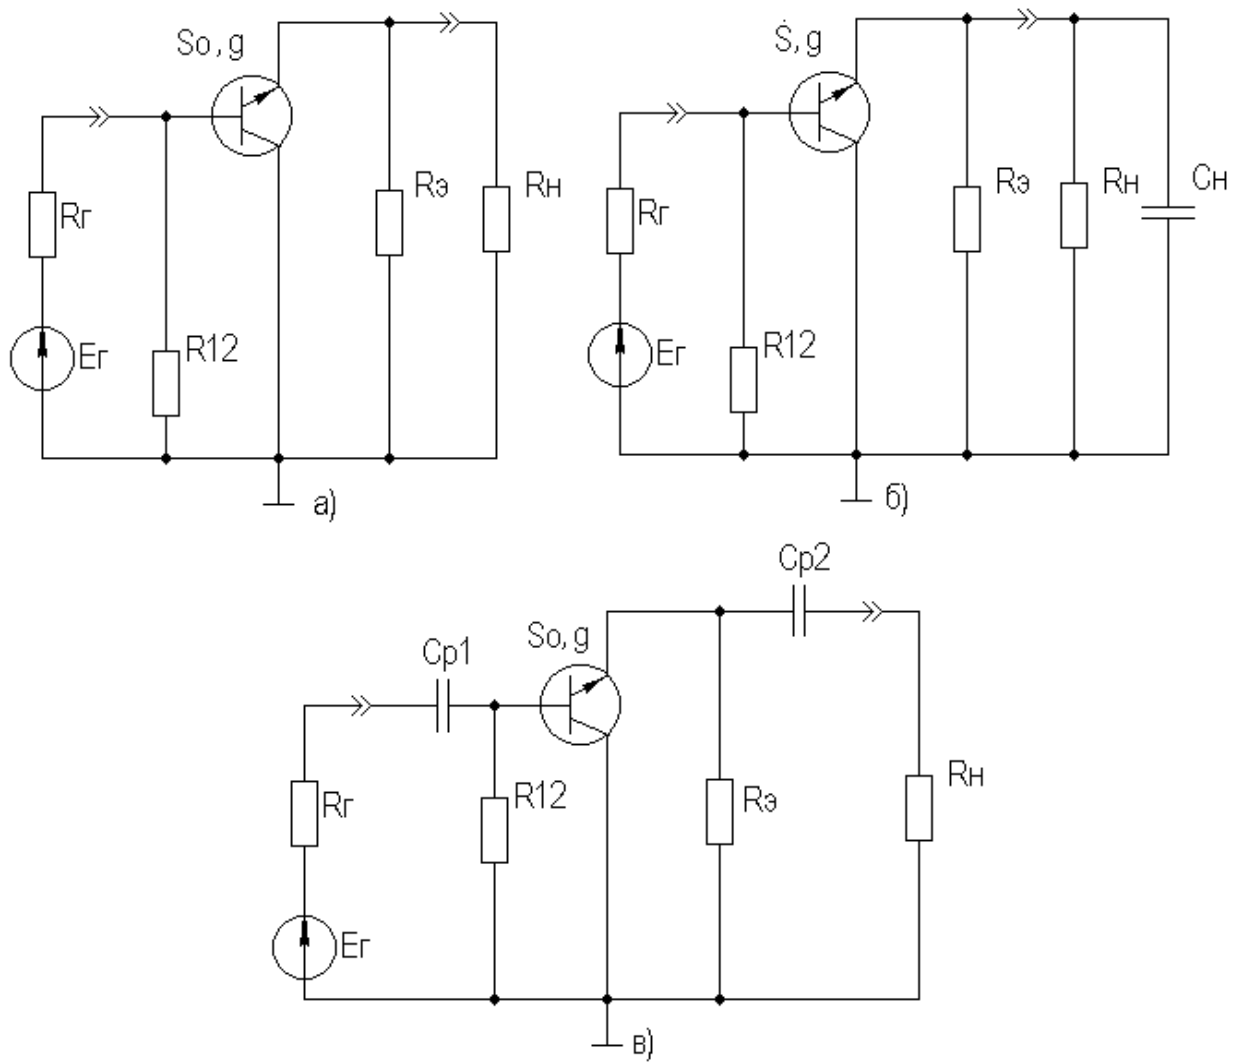 So, g
Rг
Eг
R12
Rэ
Rн
а)
Ṡ, g
Rг
Eг
R12
Rэ
Rн
Cн
б)
Cp1
So, g
Cp2
Rг
Eг
R12
Rэ
Rн
в)